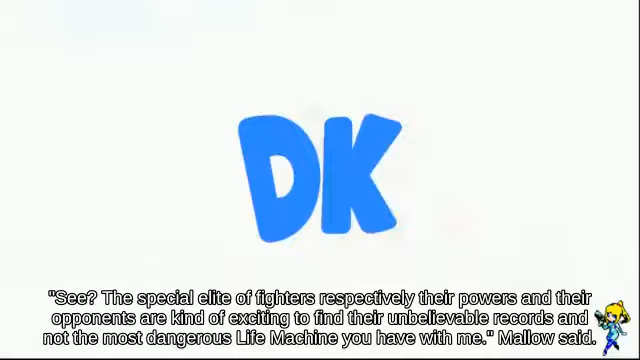 DK
"See? The special elite of fighters respectively their powers and their
opponents are kind of exciting to find their unbelievable records and
not the most dangerous Life Machine you have with me." Mallow said.